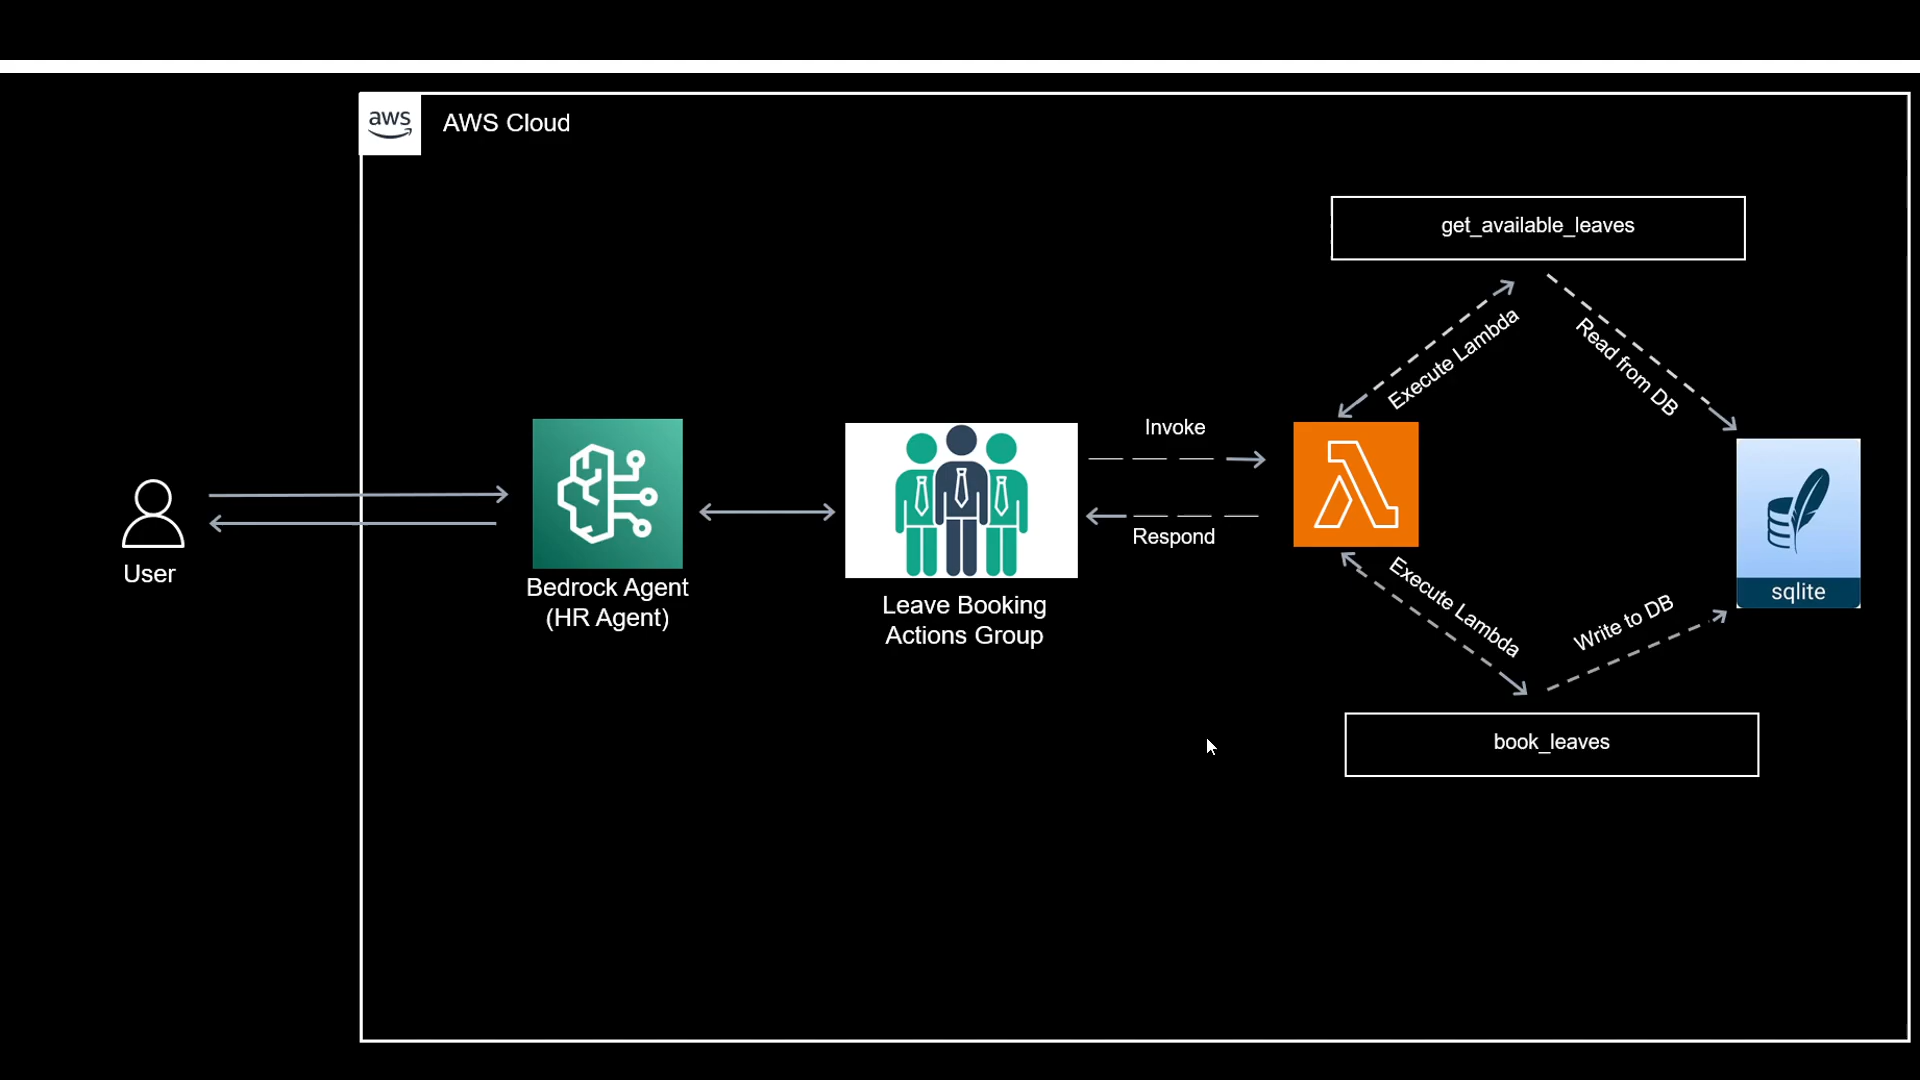 aws
AWS Cloud
get_available_leaves
Execute Lambda
Read from DB
Invoke
Respond
User
Bedrock Agent
(HR Agent)
Leave Booking
Actions Group
Execute Lambda
Write to DB
sqlite
book_leaves